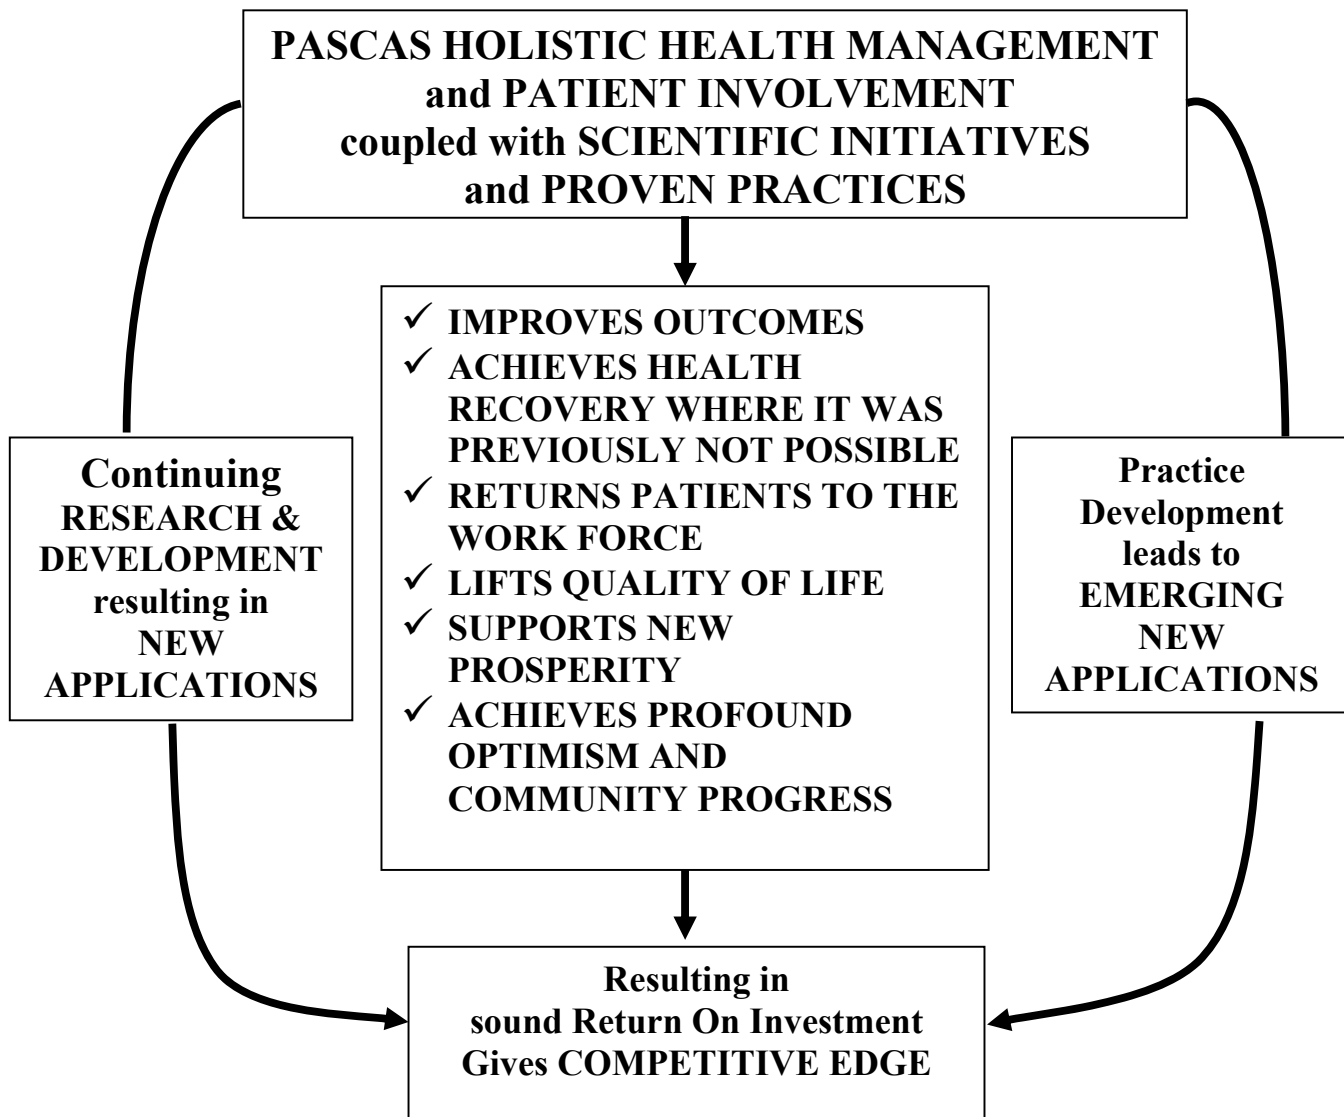 PASCAS HOLISTIC HEALTH MANAGEMENT
and PATIENT INVOLVEMENT
coupled with SCIENTIFIC INITIATIVES
and PROVEN PRACTICES
✓ IMPROVES OUTCOMES
✓ ACHIEVES HEALTH
RECOVERY WHERE IT WAS
PREVIOUSLY NOT POSSIBLE
✓ RETURNS PATIENTS TO THE
WORK FORCE
✓ LIFTS QUALITY OF LIFE
✓ SUPPORTS NEW
PROSPERITY
✓ ACHIEVES PROFOUND
OPTIMISM AND
COMMUNITY PROGRESS
Continuing
RESEARCH &
DEVELOPMENT
resulting in
NEW
APPLICATIONS
Practice
Development
leads to
EMERGING
NEW
APPLICATIONS
Resulting in
sound Return On Investment
Gives COMPETITIVE EDGE